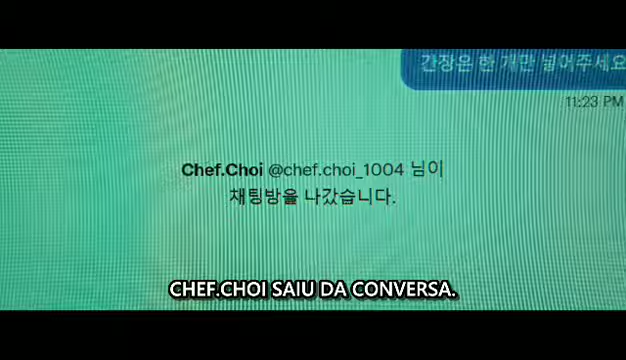 간장은 한 개만 넣어주세요
11:23 PM
Chef.Choi @chef.choi_1004 님이
채팅방을 나갔습니다.
CHEF.CHOI SAIU DA CONVERSA.